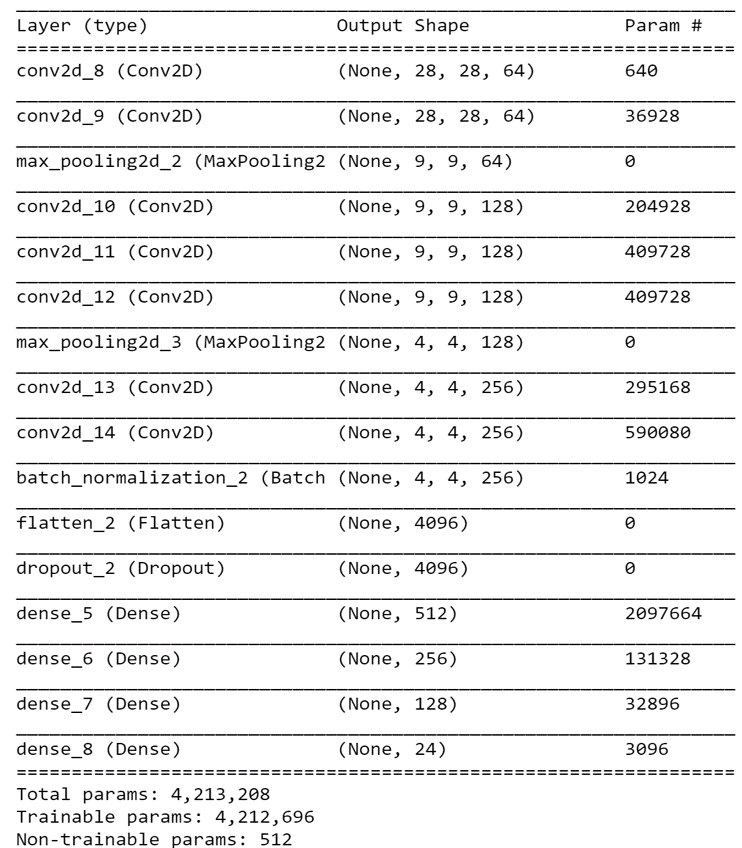 Layer (type) Output Shape Param #
conv2d_8 (Conv2D) (None, 28, 28, 64) 640
conv2d_9 (Conv2D) (None, 28, 28, 64) 36928
max_pooling2d_2 (MaxPooling2 (None, 9, 9, 64) 0
conv2d_10 (Conv2D) (None, 9, 9, 128) 204928
conv2d_11 (Conv2D) (None, 9, 9, 128) 409728
conv2d_12 (Conv2D) (None, 9, 9, 128) 409728
max_pooling2d_3 (MaxPooling2 (None, 4, 4, 128) 0
conv2d_13 (Conv2D) (None, 4, 4, 256) 295168
conv2d_14 (Conv2D) (None, 4, 4, 256) 590080
batch_normalization_2 (Batch (None, 4, 4, 256) 1024
flatten_2 (Flatten) (None, 4096) 0
dropout_2 (Dropout) (None, 4096) 0
dense_5 (Dense) (None, 512) 2097664
dense_6 (Dense) (None, 256) 131328
dense_7 (Dense) (None, 128) 32896
dense_8 (Dense) (None, 24) 3096
Total params: 4,213,208
Trainable params: 4,212,696
Non-trainable params: 512